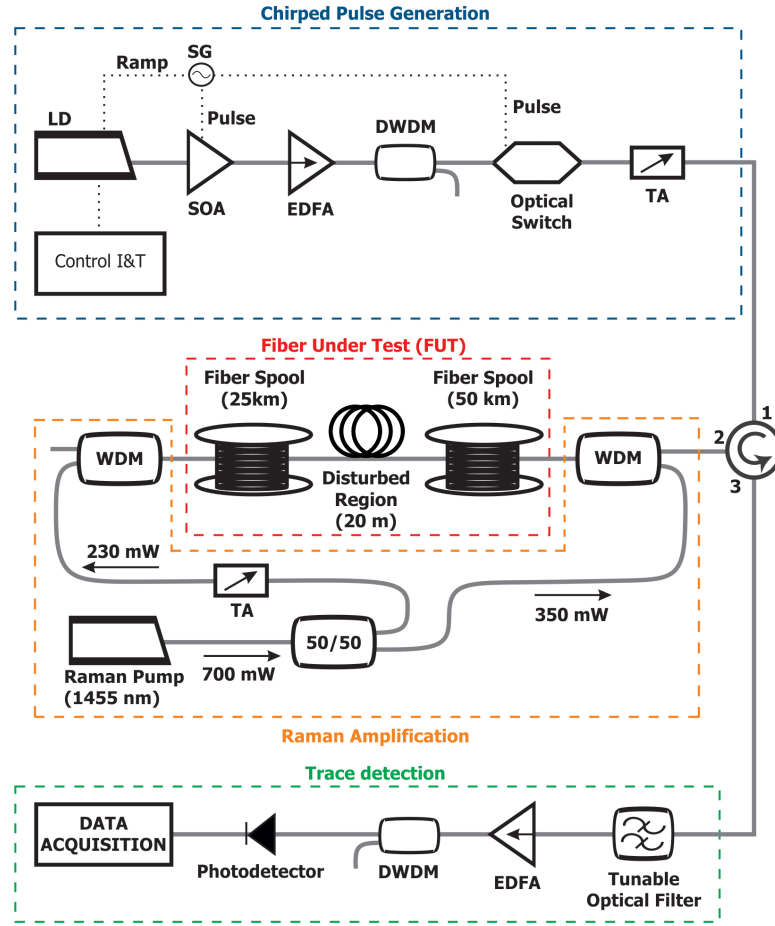 Chirped Pulse Generation
SG
Ramp
LD
Pulse
Pulse
DWDM
SOA
EDFA
Optical
Switch
TA
Control I&T
Fiber Under Test (FUT)
Fiber Spool
(25km)
Fiber Spool
(50 km)
1
2
3
WDM
WDM
Disturbed
Region
(20 m)
230 mW
TA
350 mW
50/50
700 mW
Raman Pump
(1455 nm)
Raman Amplification
Trace detection
DATA
ACQUISITION
Photodetector
DWDM
EDFA
Tunable
Optical Filter